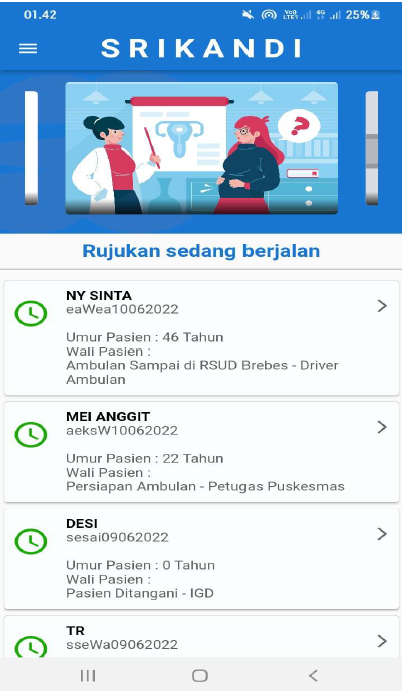 01.42
Vo))
LTE1
4G
25%
SRIKANDI
?
Rujukan sedang berjalan
NY SINTA
eaWea10062022
Umur Pasien : 46 Tahun
Wali Pasien :
Ambulan Sampai di RSUD Brebes - Driver
Ambulan
MEI ANGGIT
aeksW10062022
Umur Pasien : 22 Tahun
Wali Pasien :
Persiapan Ambulan - Petugas Puskesmas
DESI
sesai09062022
Umur Pasien : 0 Tahun
Wali Pasien :
Pasien Ditangani - IGD
TR
sseWa09062022